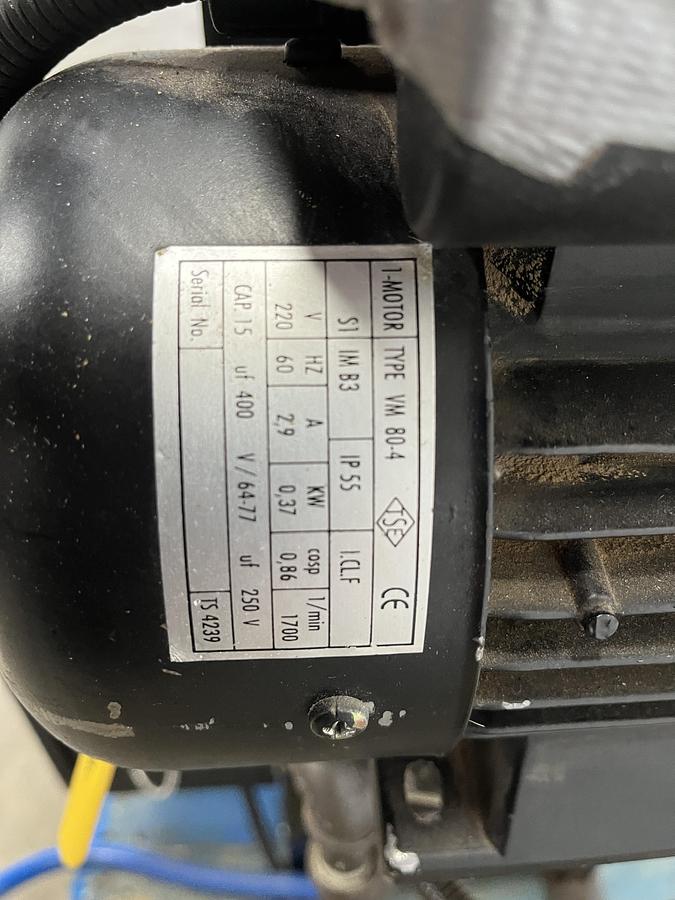 1-MOTOR TYPE VM 80-4 TSE CE
S1 IM B3 IP 55 I.CL.F
V HZ A KW cosp 1/min
220 60 2,9 0,37 0,86 1700
CAP. 15 uf 400 V/64-77 uf 250 V
Serial No. TS 4239